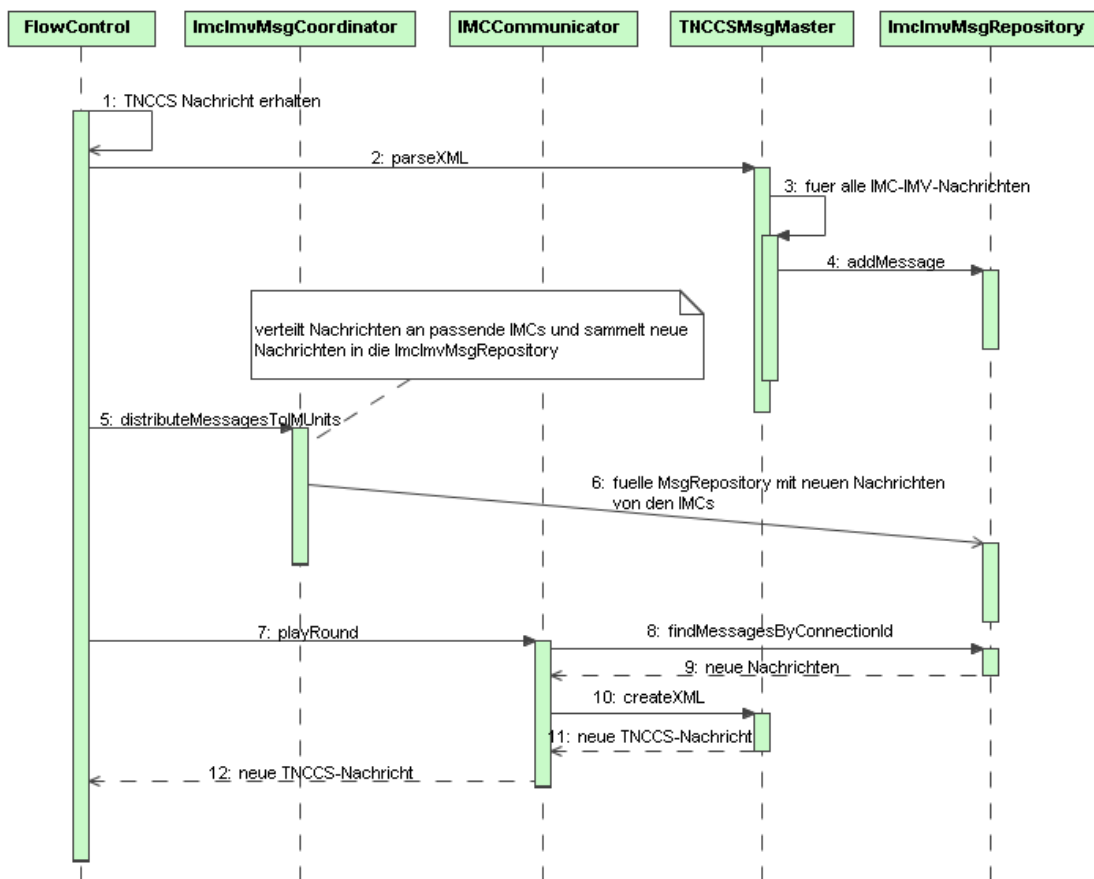 FlowControl
ImcImvMsgCoordinator
IMCCommunicator
TNCCSMsgMaster
ImcImvMsgRepository
1: TNCCS Nachricht erhalten
2: parseXML
3: fuer alle IMC-IMV-Nachrichten
4: addMessage
verteilt Nachrichten an passende IMCs und sammelt neue
Nachrichten in die ImcImvMsgRepository
5: distributeMessagesToIMUnits
6: fuelle MsgRepository mit neuen Nachrichten
von den IMCs
7: playRound
8: findMessagesByConnectionId
9: neue Nachrichten
10: createXML
11: neue TNCCS-Nachricht
12: neue TNCCS-Nachricht